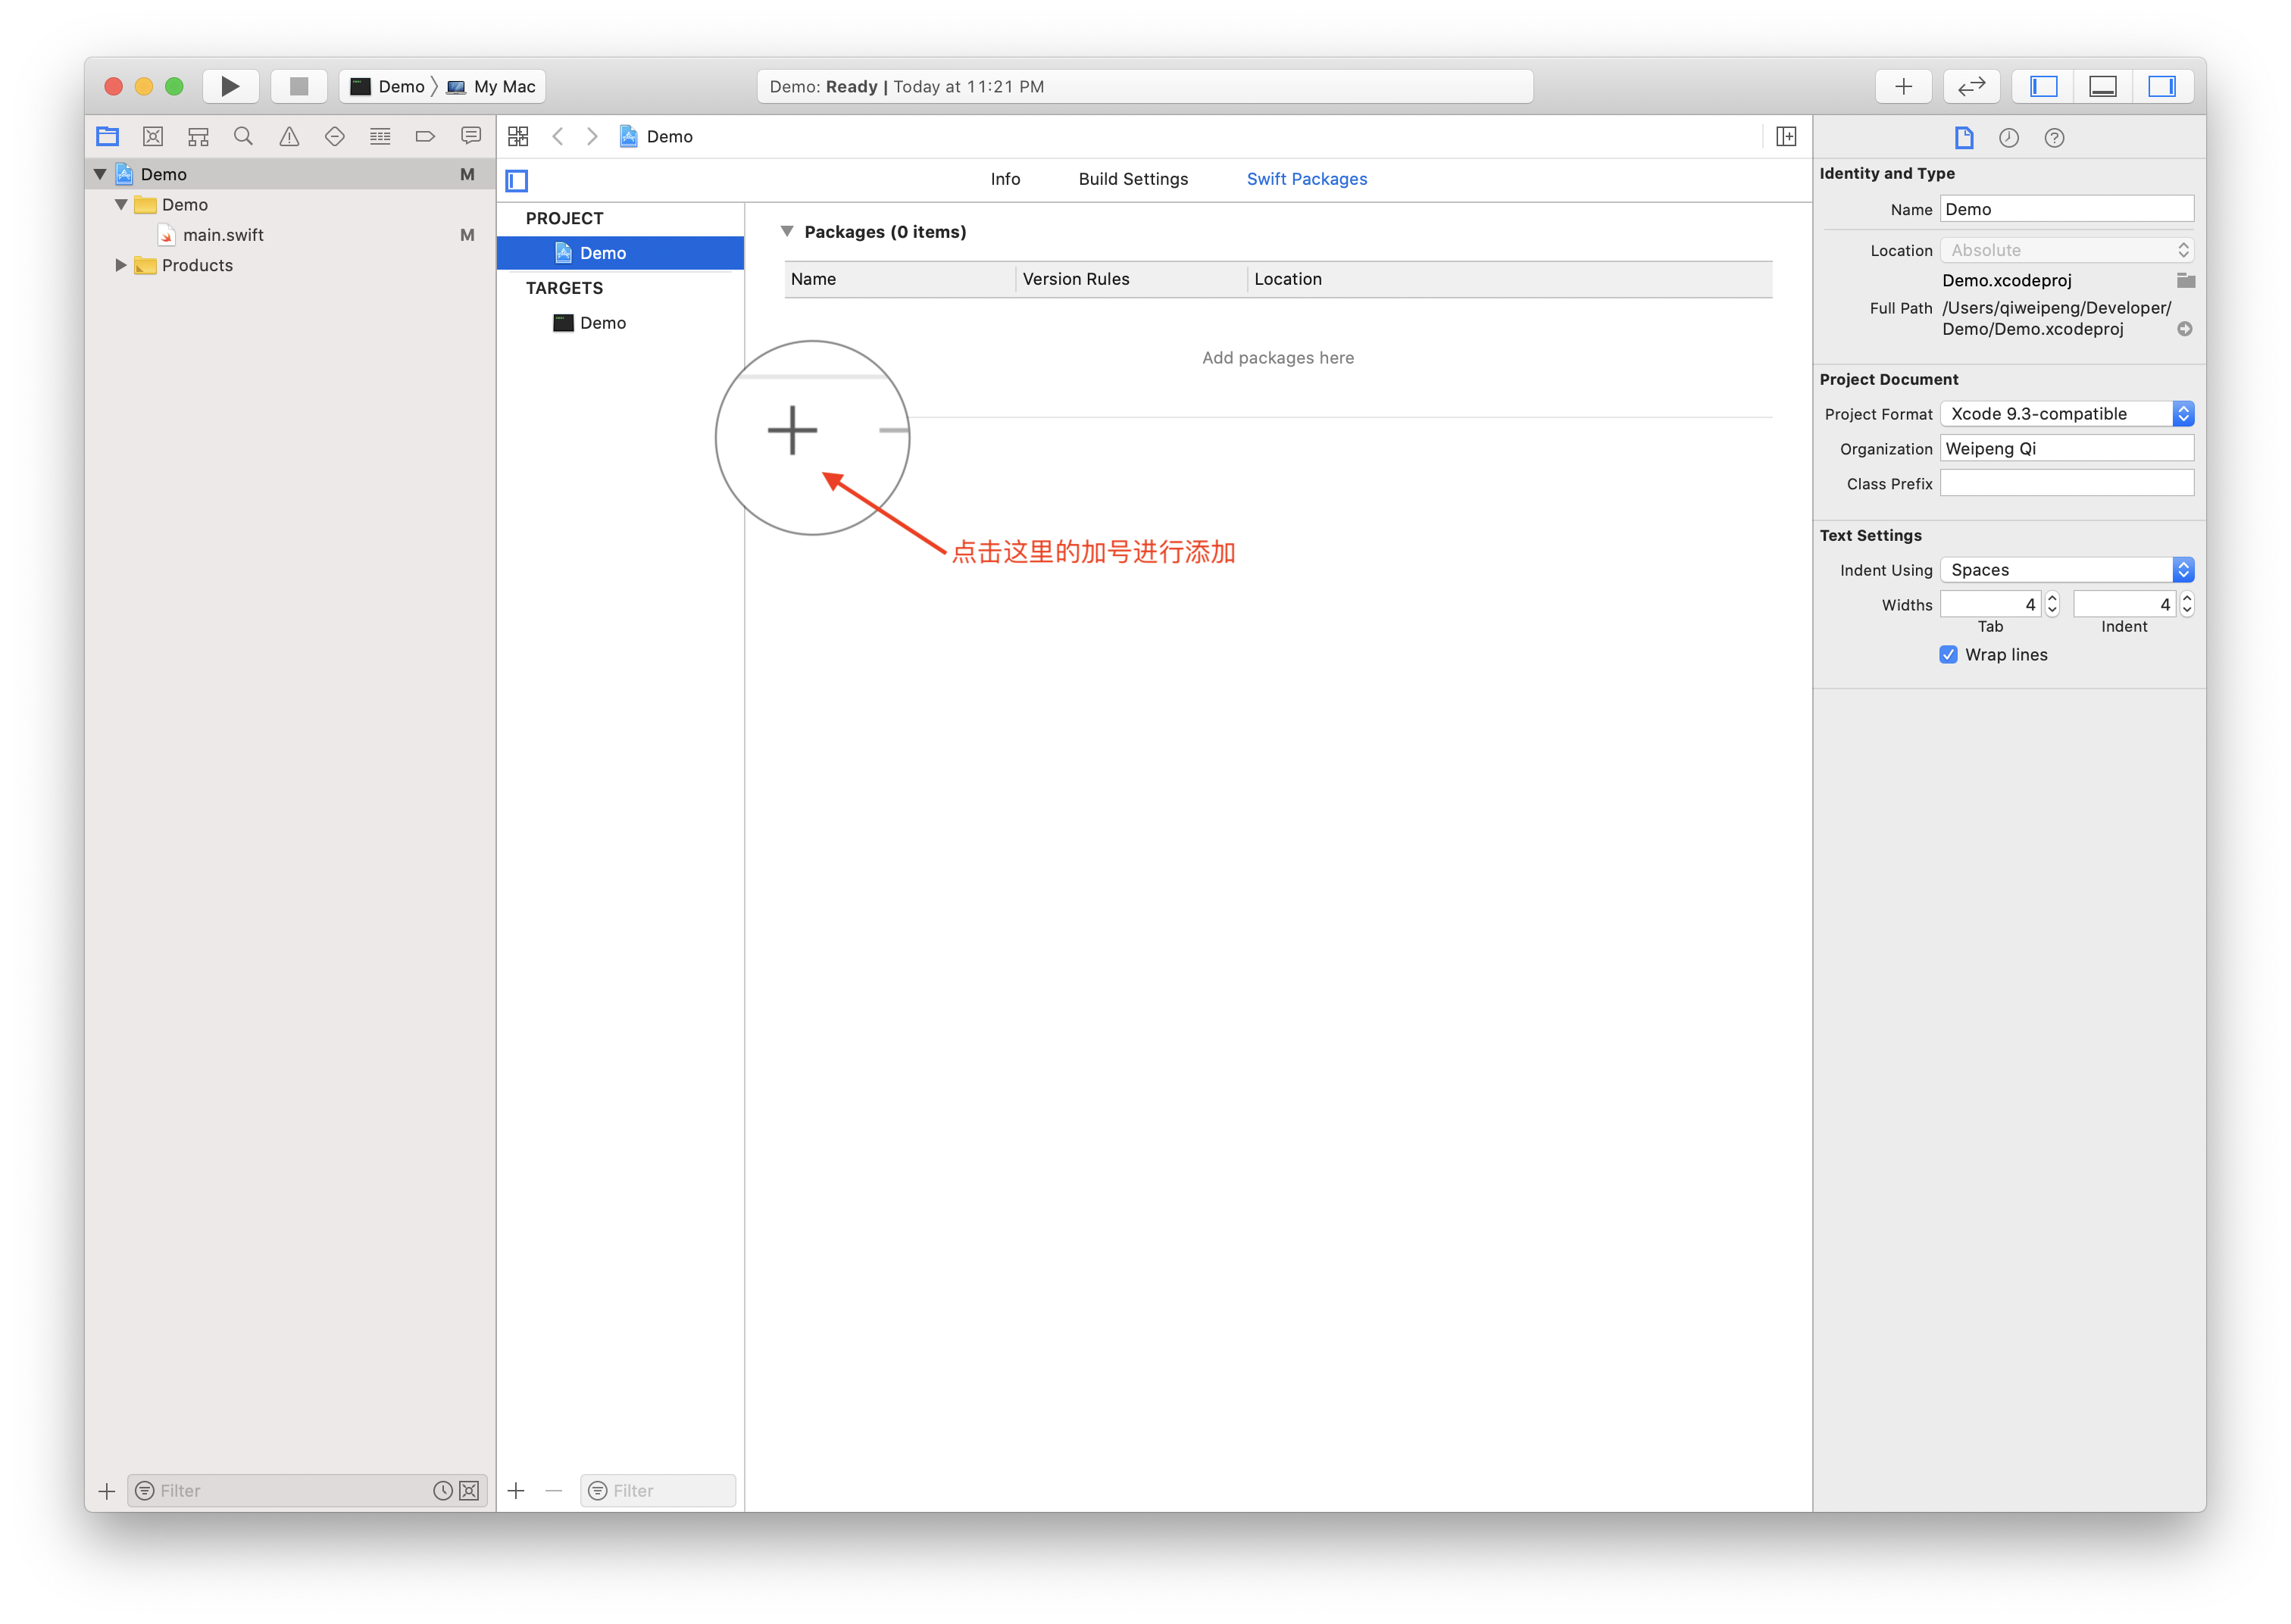 Demo 〉 My Mac
Demo: Ready | Today at 11:21 PM
Demo M
Demo
main.swift M
Products
Filter
Demo
Info Build Settings Swift Packages
PROJECT
Demo
TARGETS
Demo
Filter
Packages (0 items)
Name Version Rules Location
Add packages here
点击这里的加号进行添加
Identity and Type
Name Demo
Location Absolute
Demo.xcodeproj
Full Path /Users/qiweipeng/Developer/
Demo/Demo.xcodeproj
Project Document
Project Format Xcode 9.3-compatible
Organization Weipeng Qi
Class Prefix
Text Settings
Indent Using Spaces
Widths 4 4
Tab Indent
Wrap lines